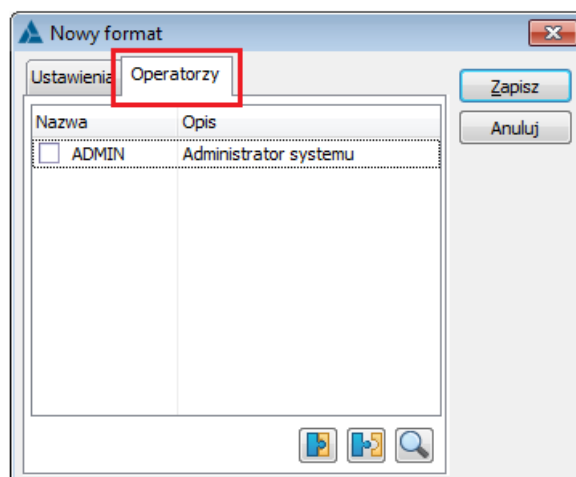 Nowy format
Ustawienia Operatorzy
Zapisz
Anuluj
Nazwa Opis
ADMIN Administrator systemu